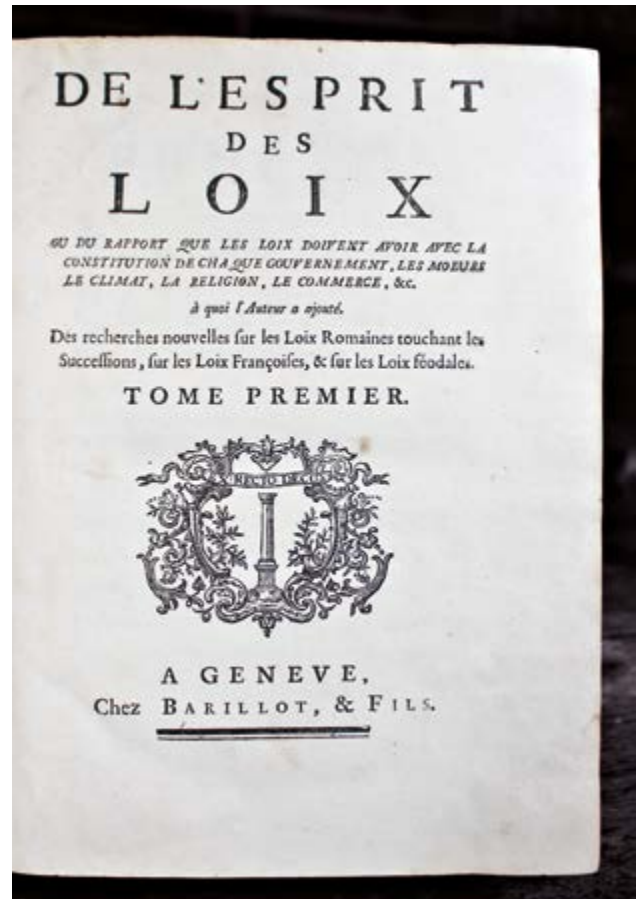 DE L'ESPRIT
DES
LOIX
OU DU RAPPORT QUE LES LOIX DOIVENT AVOIR AVEC LA
CONSTITUTION DE CHAQUE GOUVERNEMENT, LES MOEURS
LE CLIMAT, LA RELIGION, LE COMMERCE, &c.
à quoi l'Auteur a ajouté.
Des recherches nouvelles sur les Loix Romaines touchant les
Successions, sur les Loix Françoises, & sur les Loix féodales.
TOME PREMIER.
RECTO DECUS
A GENEVE,
Chez BARILLOT, & FILS.